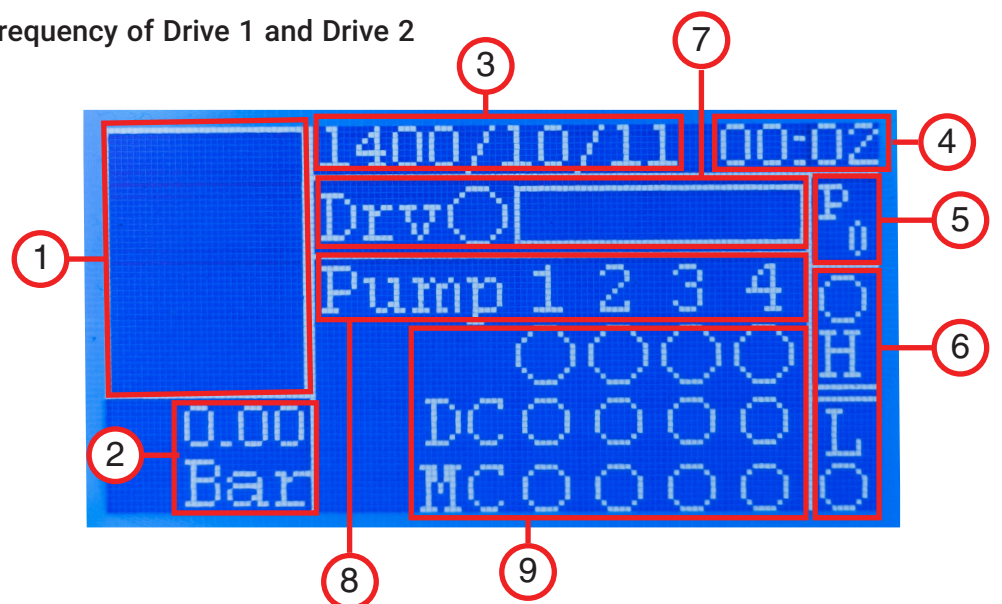 requency of Drive 1 and Drive 2
7
3
1400/10/11 00:02
4
Drv
P0
5
1
Pump 1 2 3 4
H
6
0.00
DC
L
2
Bar
MC
8
9